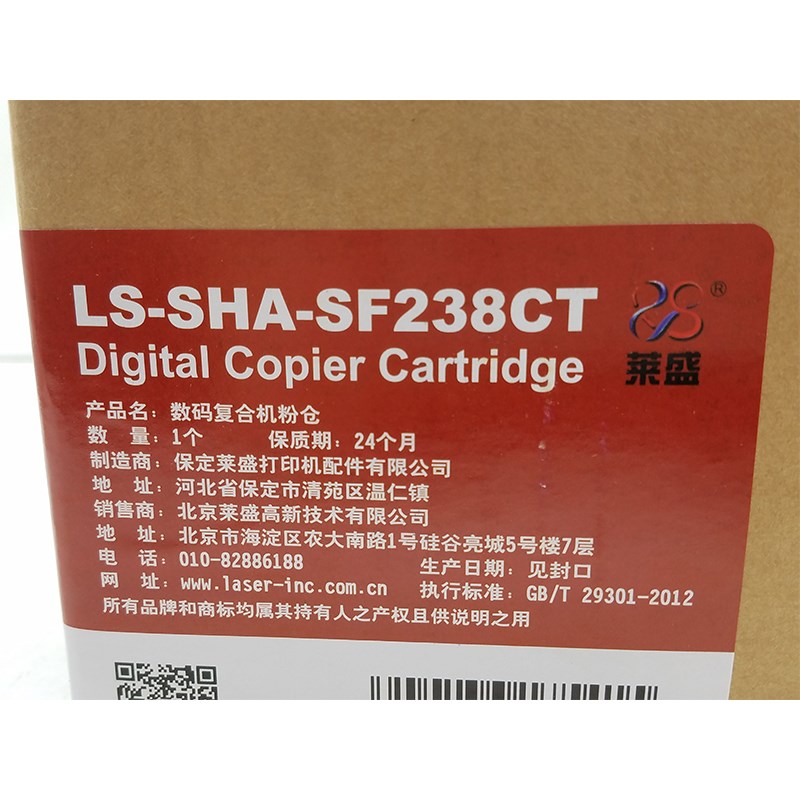 LS-SHA-SF238CT
®
Digital Copier Cartridge
莱盛
产品名：数码复合机粉仓
数 量：1个 保质期：24个月
制造商：保定莱盛打印机配件有限公司
地 址：河北省保定市清苑区温仁镇
销售商：北京莱盛高新技术有限公司
地 址：北京市海淀区农大南路1号硅谷亮城5号楼7层
电 话：010-82886188 生产日期：见封口
网 址：www.laser-inc.com.cn 执行标准：GB/T 29301-2012
所有品牌和商标均属其持有人之产权且供说明之用